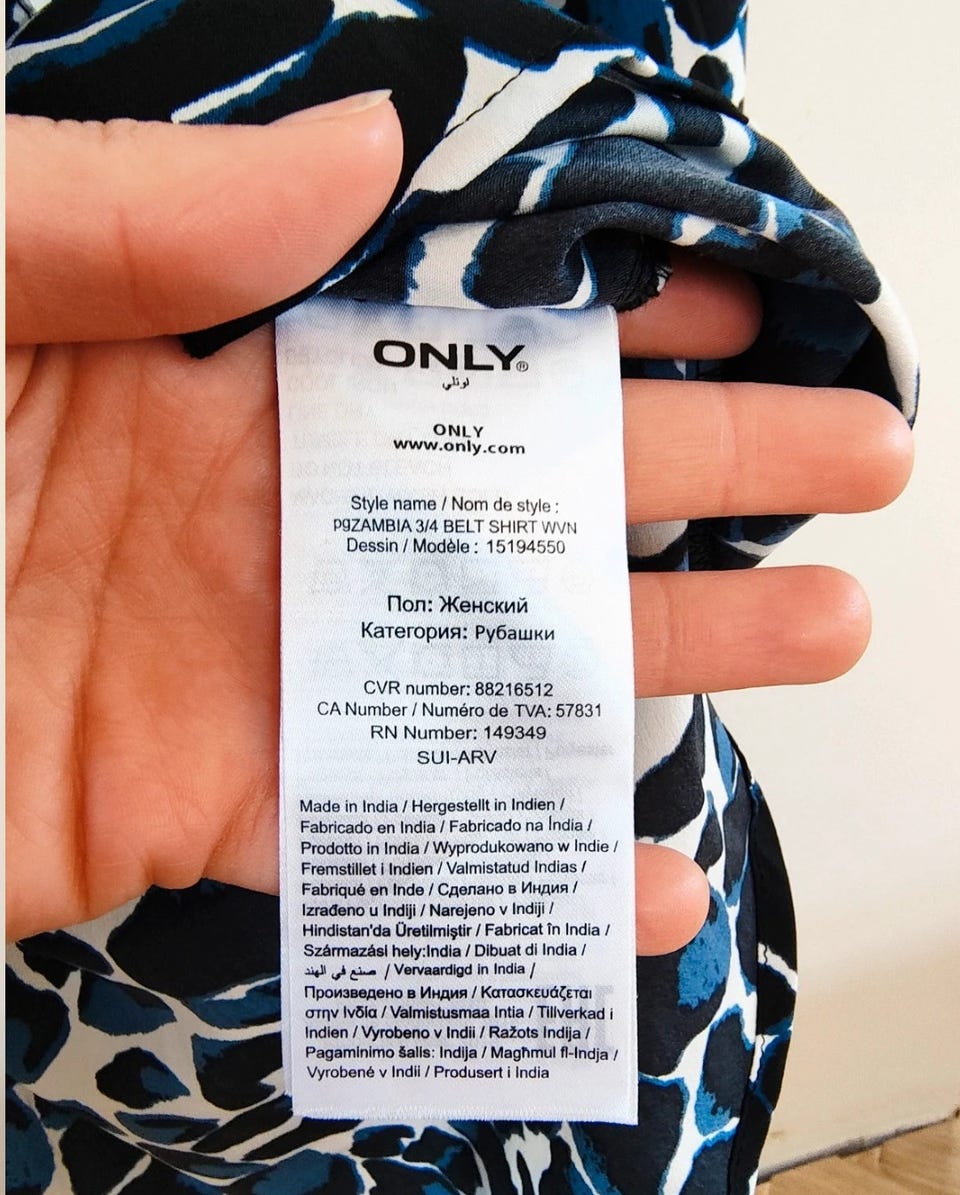 ONLY®
لونلي
ONLY
www.only.com
Style name / Nom de style :
pgZAMBIA 3/4 BELT SHIRT WVN
Dessin / Modèle : 15194550
Пол: Женский
Категория: Рубашки
CVR number: 88216512
CA Number / Numéro de TVA: 57831
RN Number: 149349
SUI-ARV
Made in India / Hergestellt in Indien /
Fabricado en India / Fabricado na Índia /
Prodotto in India / Wyprodukowano w Indie /
Fremstillet i Indien / Valmistatud Indias /
Fabriqué en Inde / Сделано в Индия /
Izrađeno u Indiji / Narejeno v Indiji /
Hindistan'da Üretilmiştir / Fabricat în India /
Származási hely:India / Dibuat di India /
صنع في الهند / Vervaardigd in India /
Произведено в Индия / Κατασκευάζεται
στην Ινδία / Valmistusmaa Intia / Tillverkad i
Indien / Vyrobeno v Indii / Ražots Indija /
Pagaminimo šalis: Indija / Magħmul fl-Indja /
Vyrobené v Indii / Produsert i India